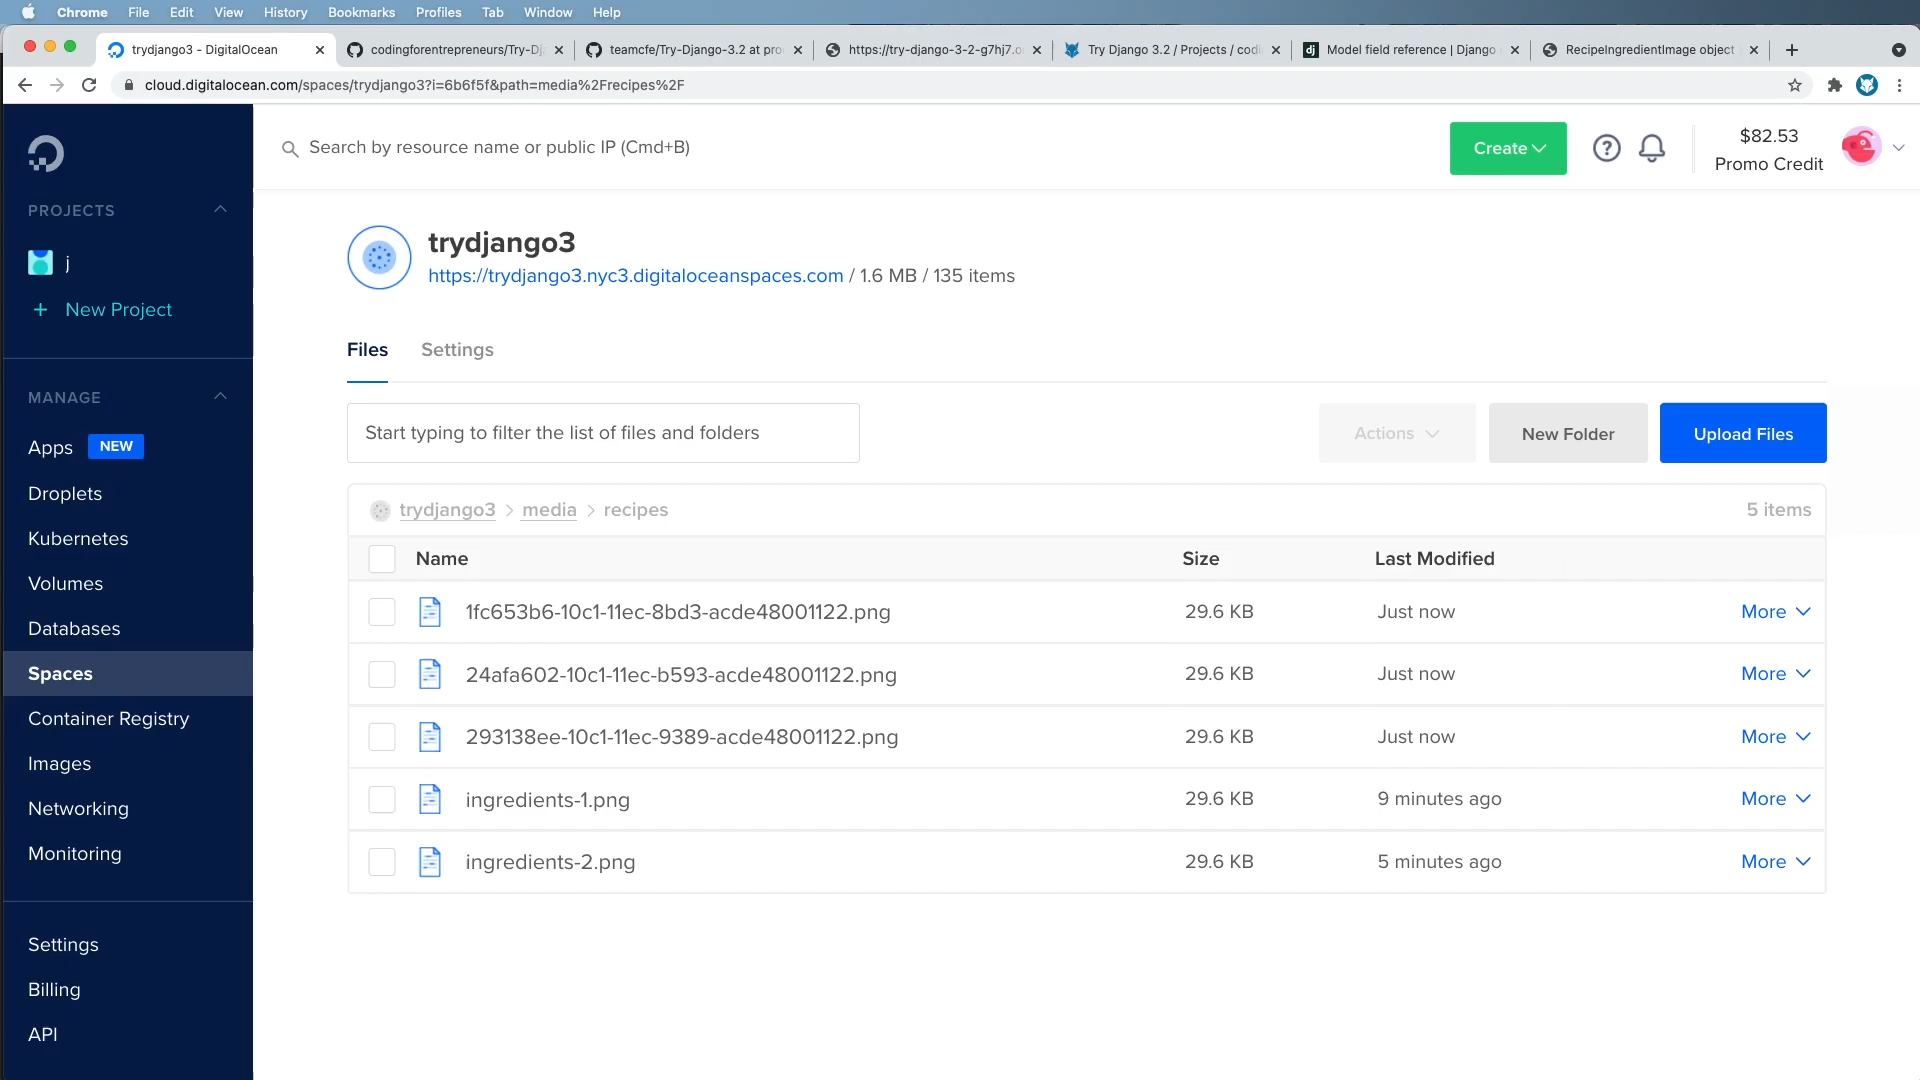 Chrome File Edit View History Bookmarks Profiles Tab Window Help
trydjango3 - DigitalOcean
codingforentrepreneurs/Try-Dj
teamcfe/Try-Django-3.2 at pro
https://try-django-3-2-g7hj7.o
Try Django 3.2 / Projects / codi
dj Model field reference | Django
RecipeIngredientImage object
cloud.digitalocean.com/spaces/trydjango3?i=6b6f5f&path=media%2Frecipes%2F
Search by resource name or public IP (Cmd+B)
Create
$82.53
Promo Credit
PROJECTS
j
+ New Project
MANAGE
Apps NEW
Droplets
Kubernetes
Volumes
Databases
Spaces
Container Registry
Images
Networking
Monitoring
Settings
Billing
API
trydjango3
https://trydjango3.nyc3.digitaloceanspaces.com / 1.6 MB / 135 items
Files Settings
Start typing to filter the list of files and folders
Actions New Folder Upload Files
trydjango3 > media > recipes 5 items
Name Size Last Modified
1fc653b6-10c1-11ec-8bd3-acde48001122.png 29.6 KB Just now More
24afa602-10c1-11ec-b593-acde48001122.png 29.6 KB Just now More
293138ee-10c1-11ec-9389-acde48001122.png 29.6 KB Just now More
ingredients-1.png 29.6 KB 9 minutes ago More
ingredients-2.png 29.6 KB 5 minutes ago More